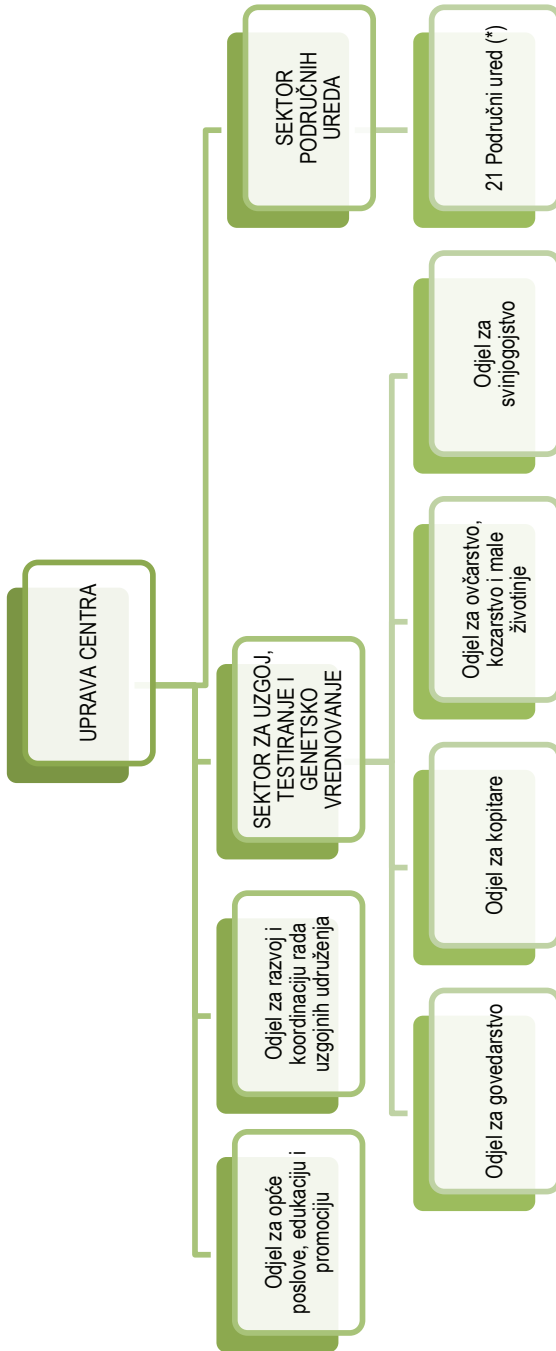 UPRAVA CENTRA
Odjel za opće
poslove, edukaciju i
promociju
Odjel za razvoj i
koordinaciju rada
uzgojnih udruženja
SEKTOR ZA UZGOJ,
TESTIRANJE I
GENETSKO
VREDNOVANJE
SEKTOR
PODRUČNIH
UREDA
Odjel za govedarstvo
Odjel za kopitare
Odjel za ovčarstvo,
kozarstvo i male
životinje
Odjel za
svinjogojstvo
21 Područni ured (*)